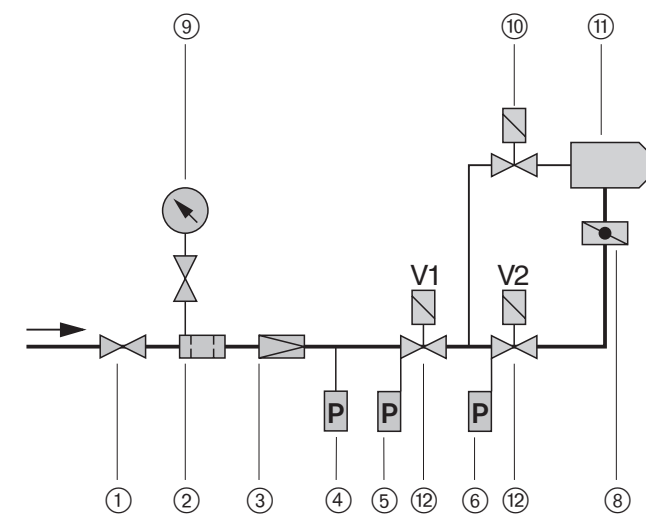 ⑨ ⑩ ⑪
V1 V2
P P P
① ② ③ ④ ⑤ ⑫ ⑥ ⑫ ⑧